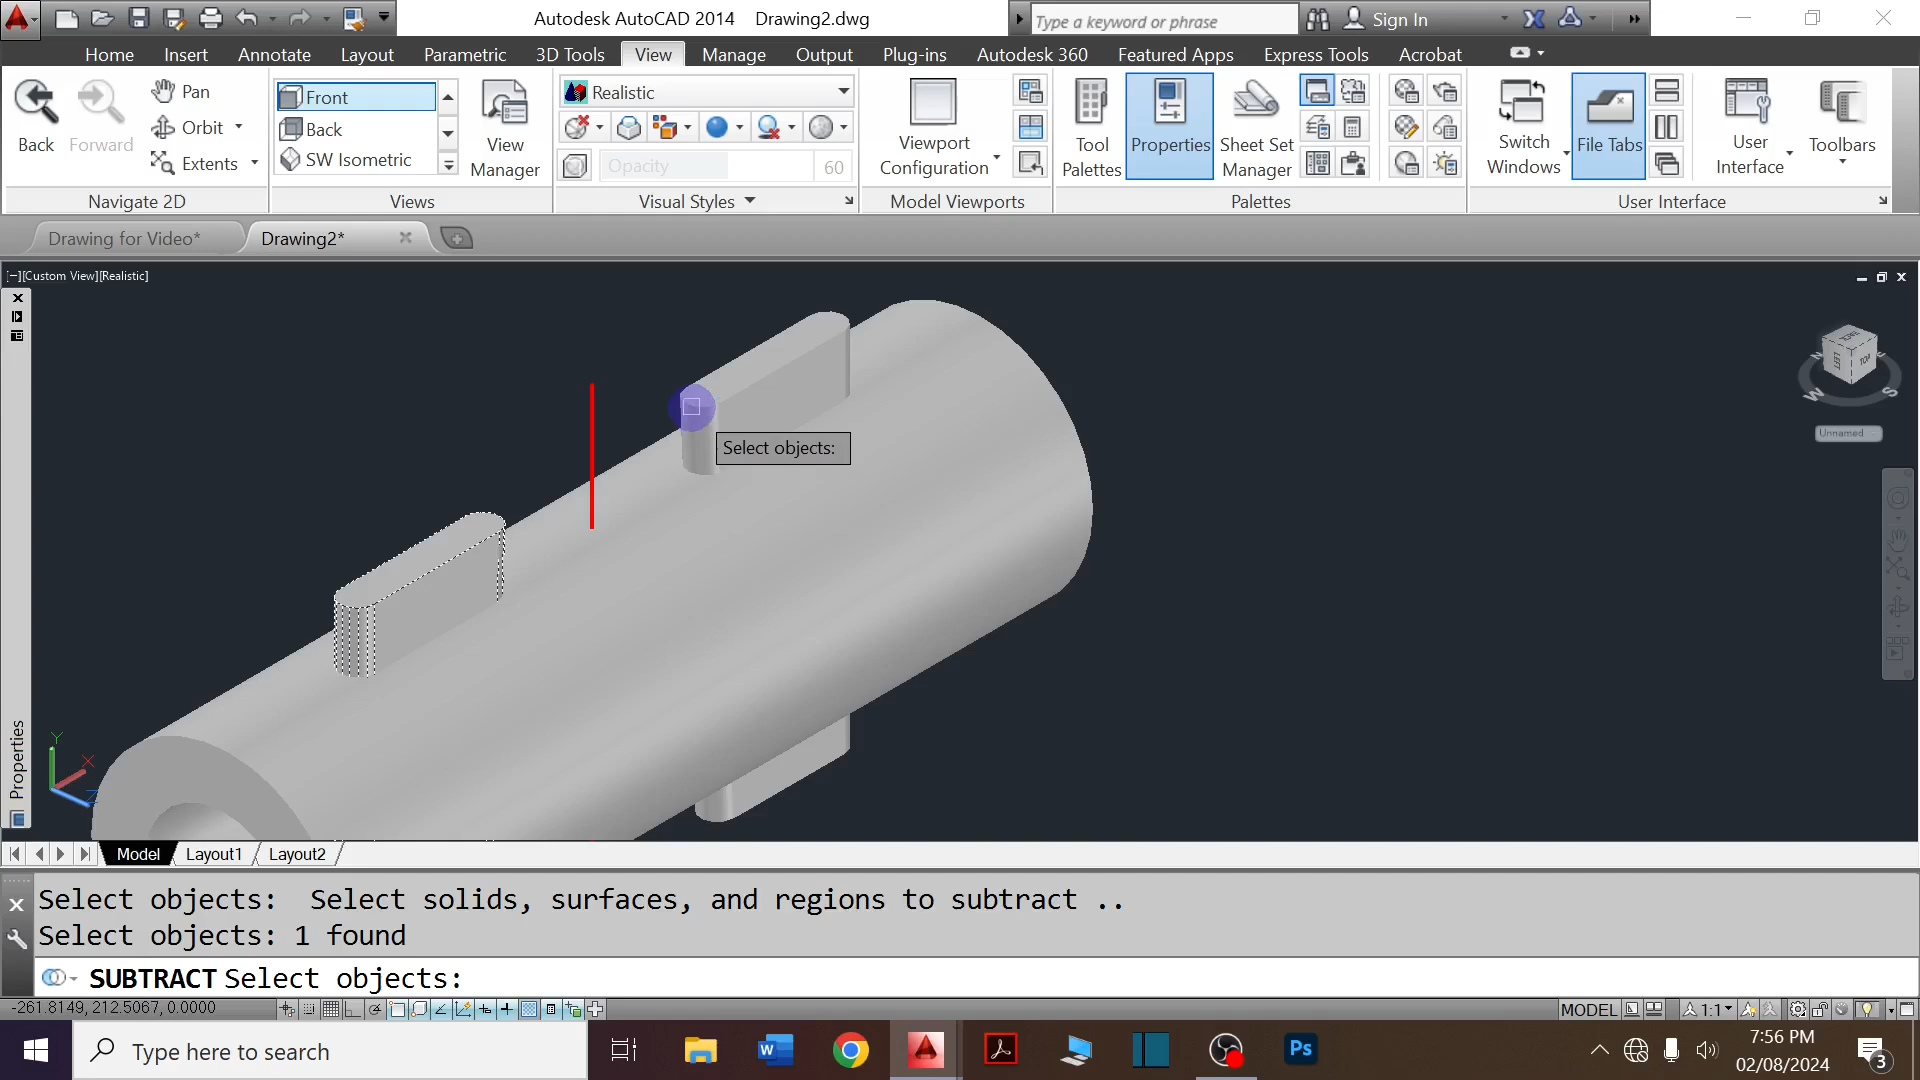 Autodesk AutoCAD 2014 Drawing2.dwg
Type a keyword or phrase
Sign In
Home Insert Annotate Layout Parametric 3D Tools View Manage Output Plug-ins Autodesk 360 Featured Apps Express Tools Acrobat
Back
Forward
Pan
Orbit
Extents
Navigate 2D
Front
Back
SW Isometric
View
Manager
Views
Realistic
Opacity 60
Visual Styles
Viewport
Configuration
Model Viewports
Tool
Palettes
Properties
Sheet Set
Manager
Palettes
Switch
Windows
File Tabs
User
Interface
Toolbars
User Interface
Drawing for Video*
Drawing2*
[−][Custom View][Realistic]
TOP
W
S
Unnamed
Select objects:
Properties
Y
X
Z
Model Layout1 Layout2
Select objects:  Select solids, surfaces, and regions to subtract ..
Select objects: 1 found
SUBTRACT Select objects:
-261.8149, 212.5067, 0.0000
MODEL
1:1
Type here to search
Ps
7:56 PM
02/08/2024
3